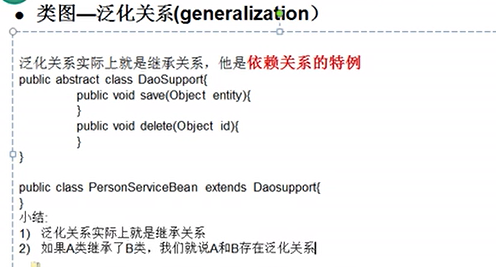 ● 类图—泛化关系(generalization）
泛化关系实际上就是继承关系，他是依赖关系的特例
public abstract class DaoSupport{
public void save(Object entity){
}
public void delete(Object id){
}
}
public class PersonServiceBean extends Daosupport{
}
小结:
1) 泛化关系实际上就是继承关系
2) 如果A类继承了B类，我们就说A和B存在泛化关系